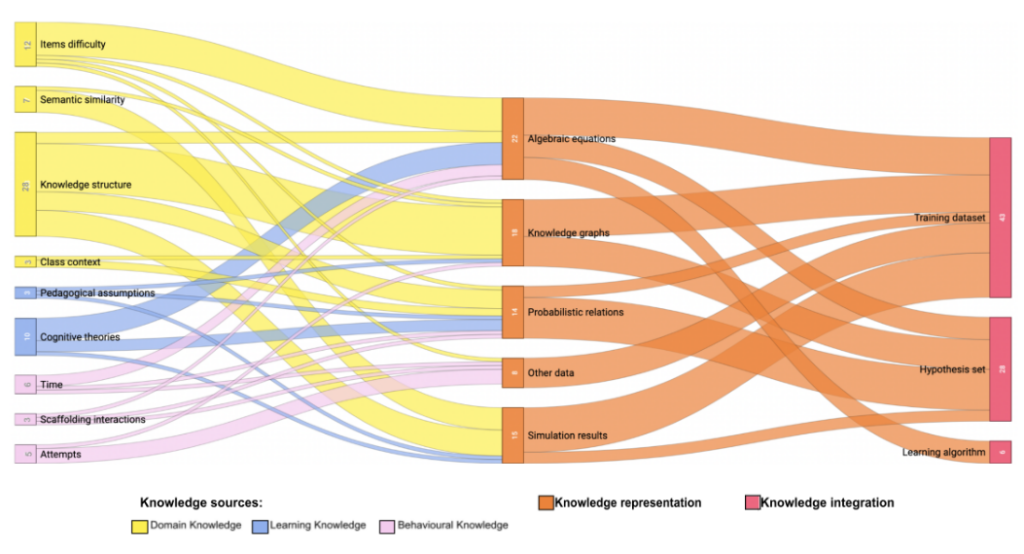 12
Items difficulty
7
Semantic similarity
28
Knowledge structure
3
Class context
3
Pedagogical assumptions
10
Cognitive theories
6
Time
3
Scaffolding interactions
5
Attempts
22
Algebraic equations
18
Knowledge graphs
14
Probabilistic relations
8
Other data
15
Simulation results
Training dataset
43
Hypothesis set
28
Learning algorithm
6
Knowledge sources:
Domain Knowledge
Learning Knowledge
Behavioural Knowledge
Knowledge representation
Knowledge integration